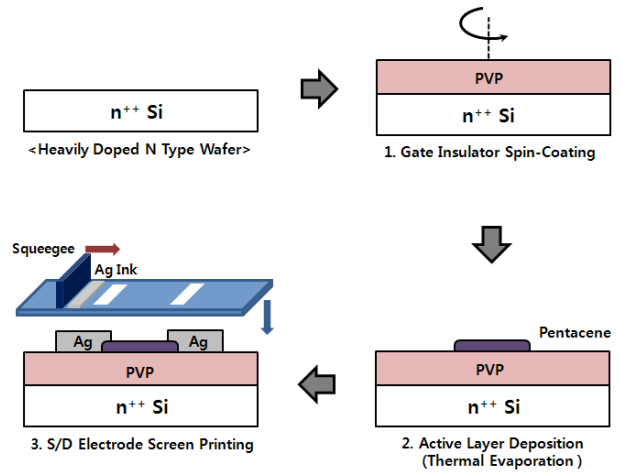 n++ Si
<Heavily Doped N Type Wafer>
PVP
n++ Si
1. Gate Insulator Spin-Coating
Squeegee
Ag Ink
Ag
Ag
PVP
n++ Si
3. S/D Electrode Screen Printing
Pentacene
PVP
n++ Si
2. Active Layer Deposition
(Thermal Evaporation )